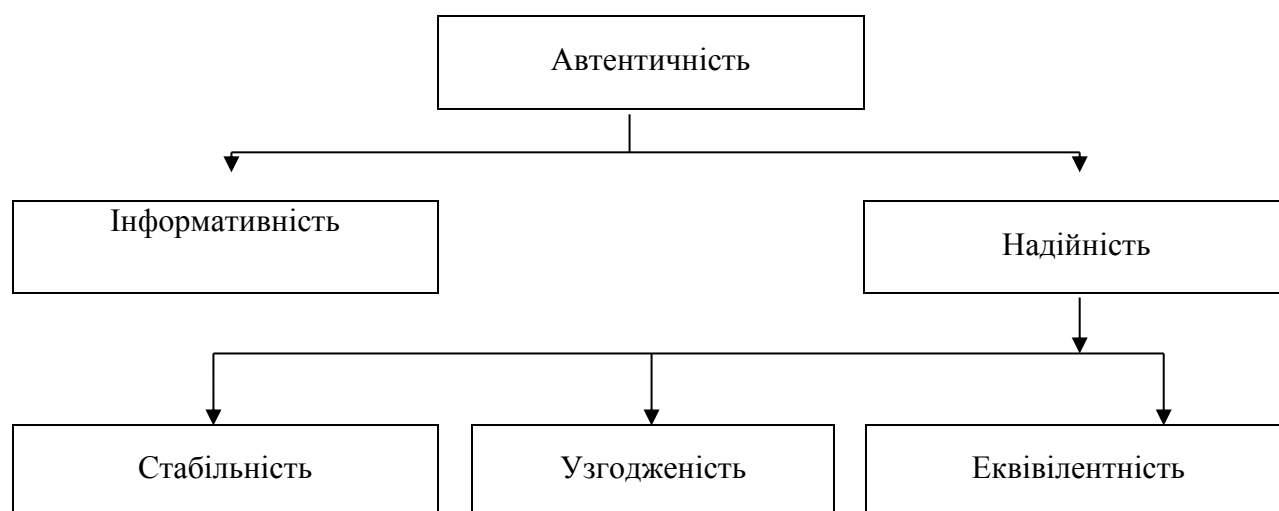 Автентичність
Інформативність
Надійність
Стабільність
Узгодженість
Еквівілентність